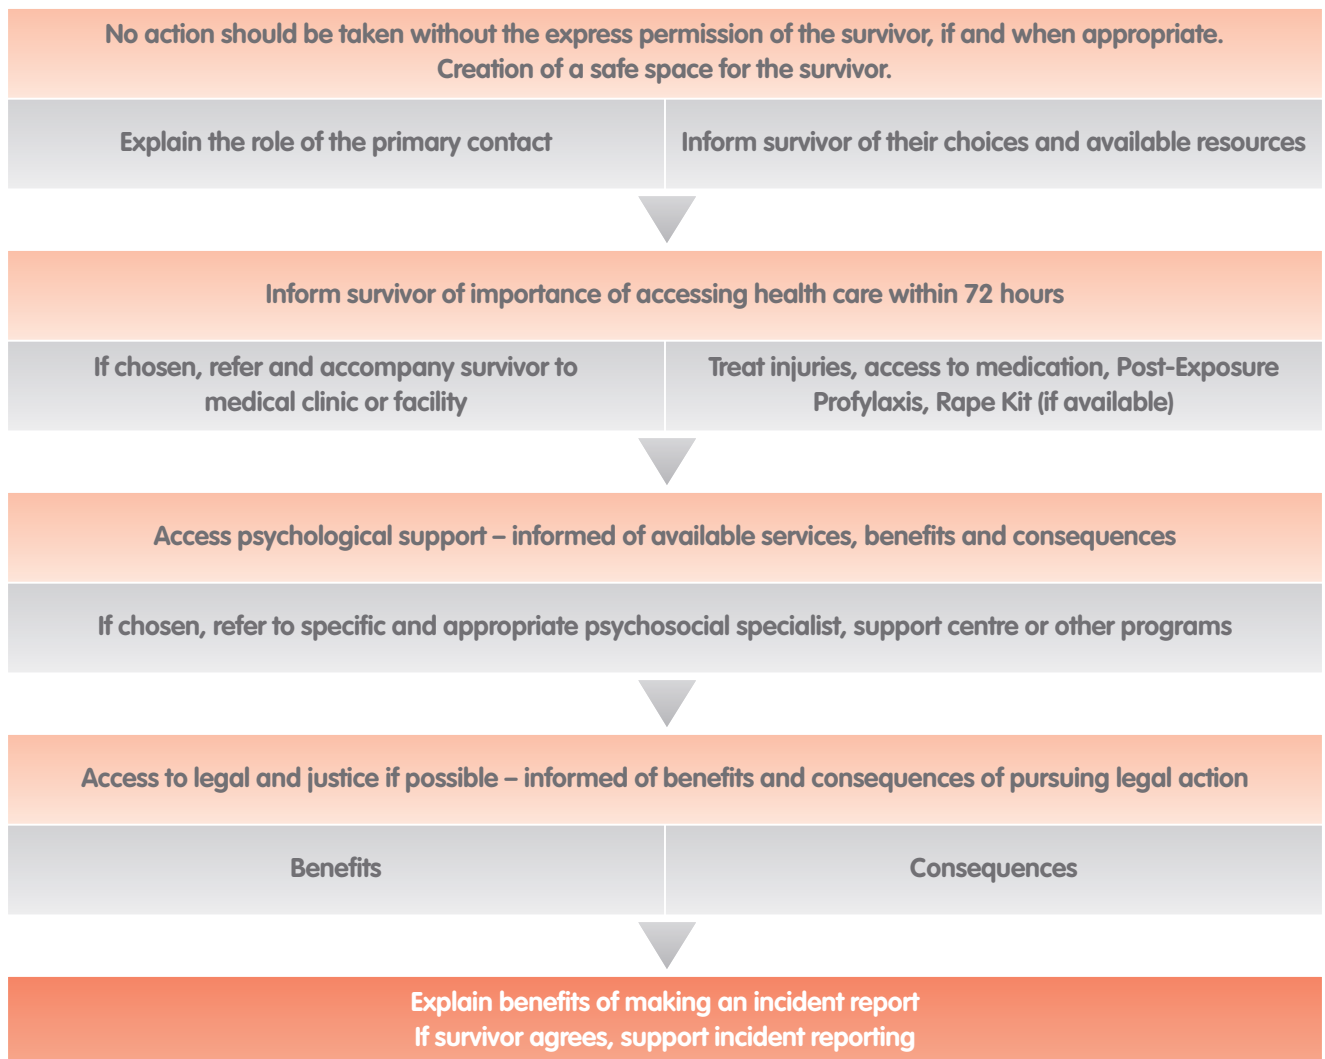 No action should be taken without the express permission of the survivor, if and when appropriate.
Creation of a safe space for the survivor.
Explain the role of the primary contact
Inform survivor of their choices and available resources
Inform survivor of importance of accessing health care within 72 hours
If chosen, refer and accompany survivor to
medical clinic or facility
Treat injuries, access to medication, Post-Exposure
Profylaxis, Rape Kit (if available)
Access psychological support – informed of available services, benefits and consequences
If chosen, refer to specific and appropriate psychosocial specialist, support centre or other programs
Access to legal and justice if possible – informed of benefits and consequences of pursuing legal action
Benefits
Consequences
Explain benefits of making an incident report
If survivor agrees, support incident reporting